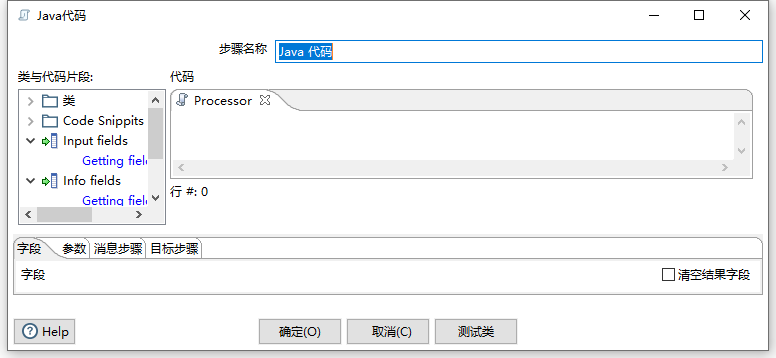 Java代码
步骤名称
Java 代码
类与代码片段:
代码
类
Code Snippits
Input fields
Getting fiel
Info fields
Getting fiel
Processor
行 #: 0
字段 参数 消息步骤 目标步骤
字段
清空结果字段
Help
确定(O)
取消(C)
测试类